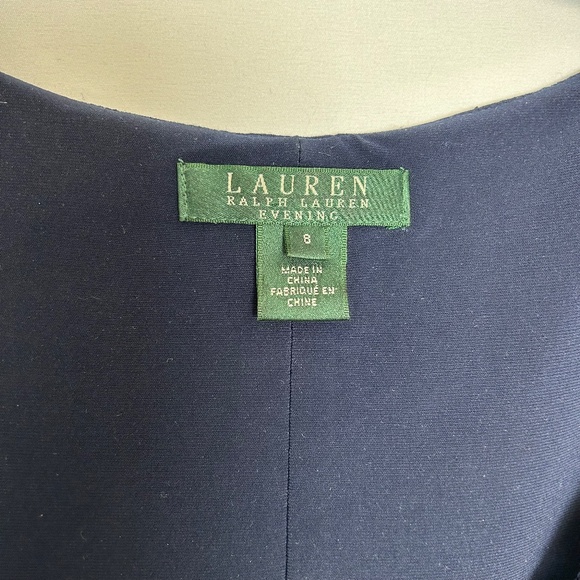 LAUREN
RALPH LAUREN
EVENING
8
MADE IN
CHINA
FABRIQUÉ EN
CHINE